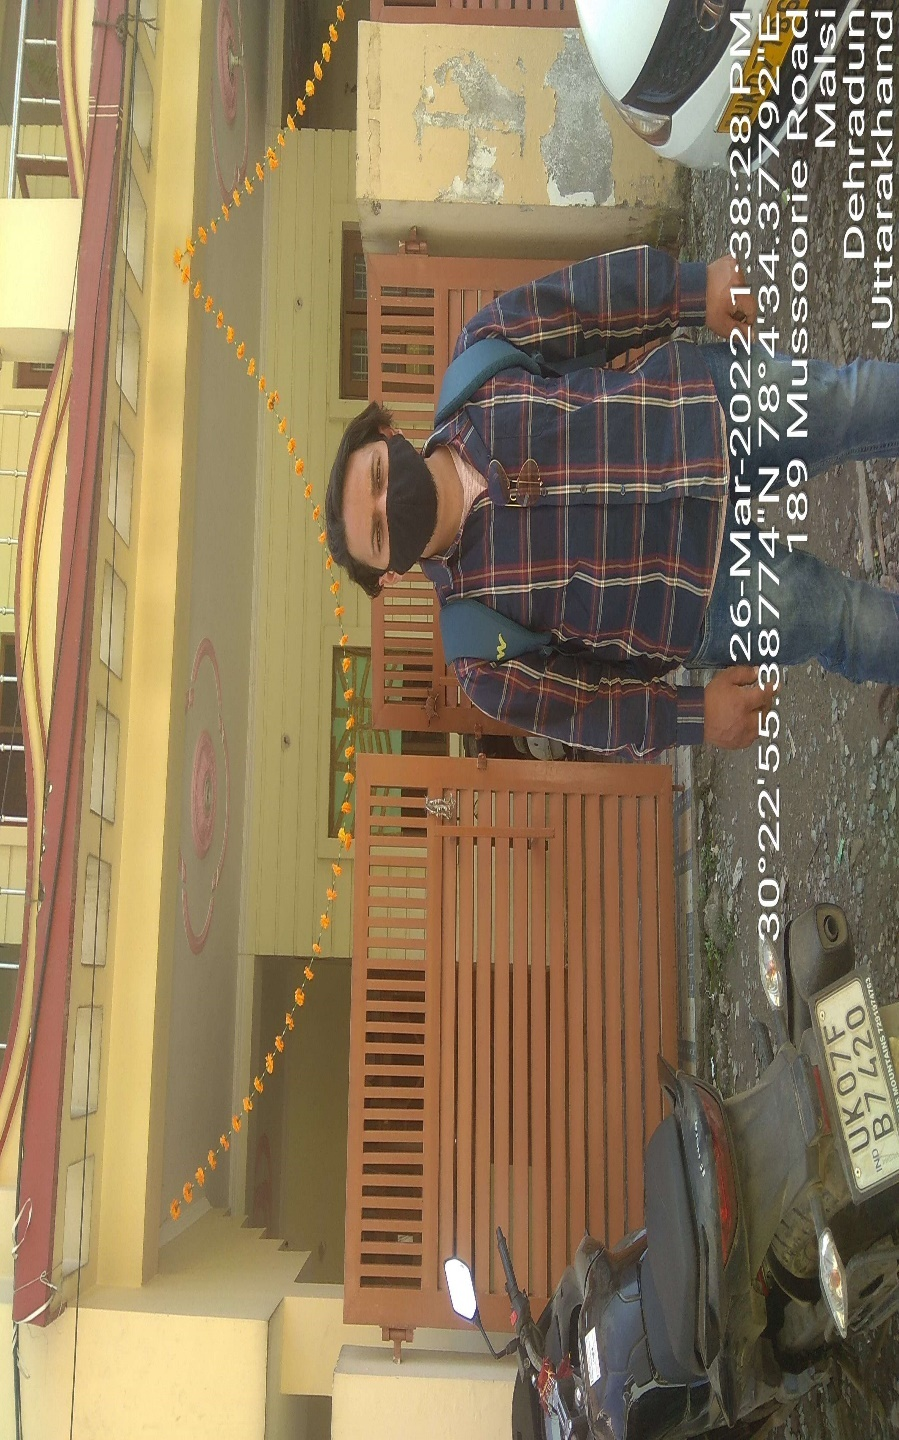 26-Mar-2022 1:38:28 PM
30°22'55.38774"N 78°4'34.37792"E
189 Mussoorie Road
Malsi
Dehradun
Uttarakhand
UK07F
IND B7420